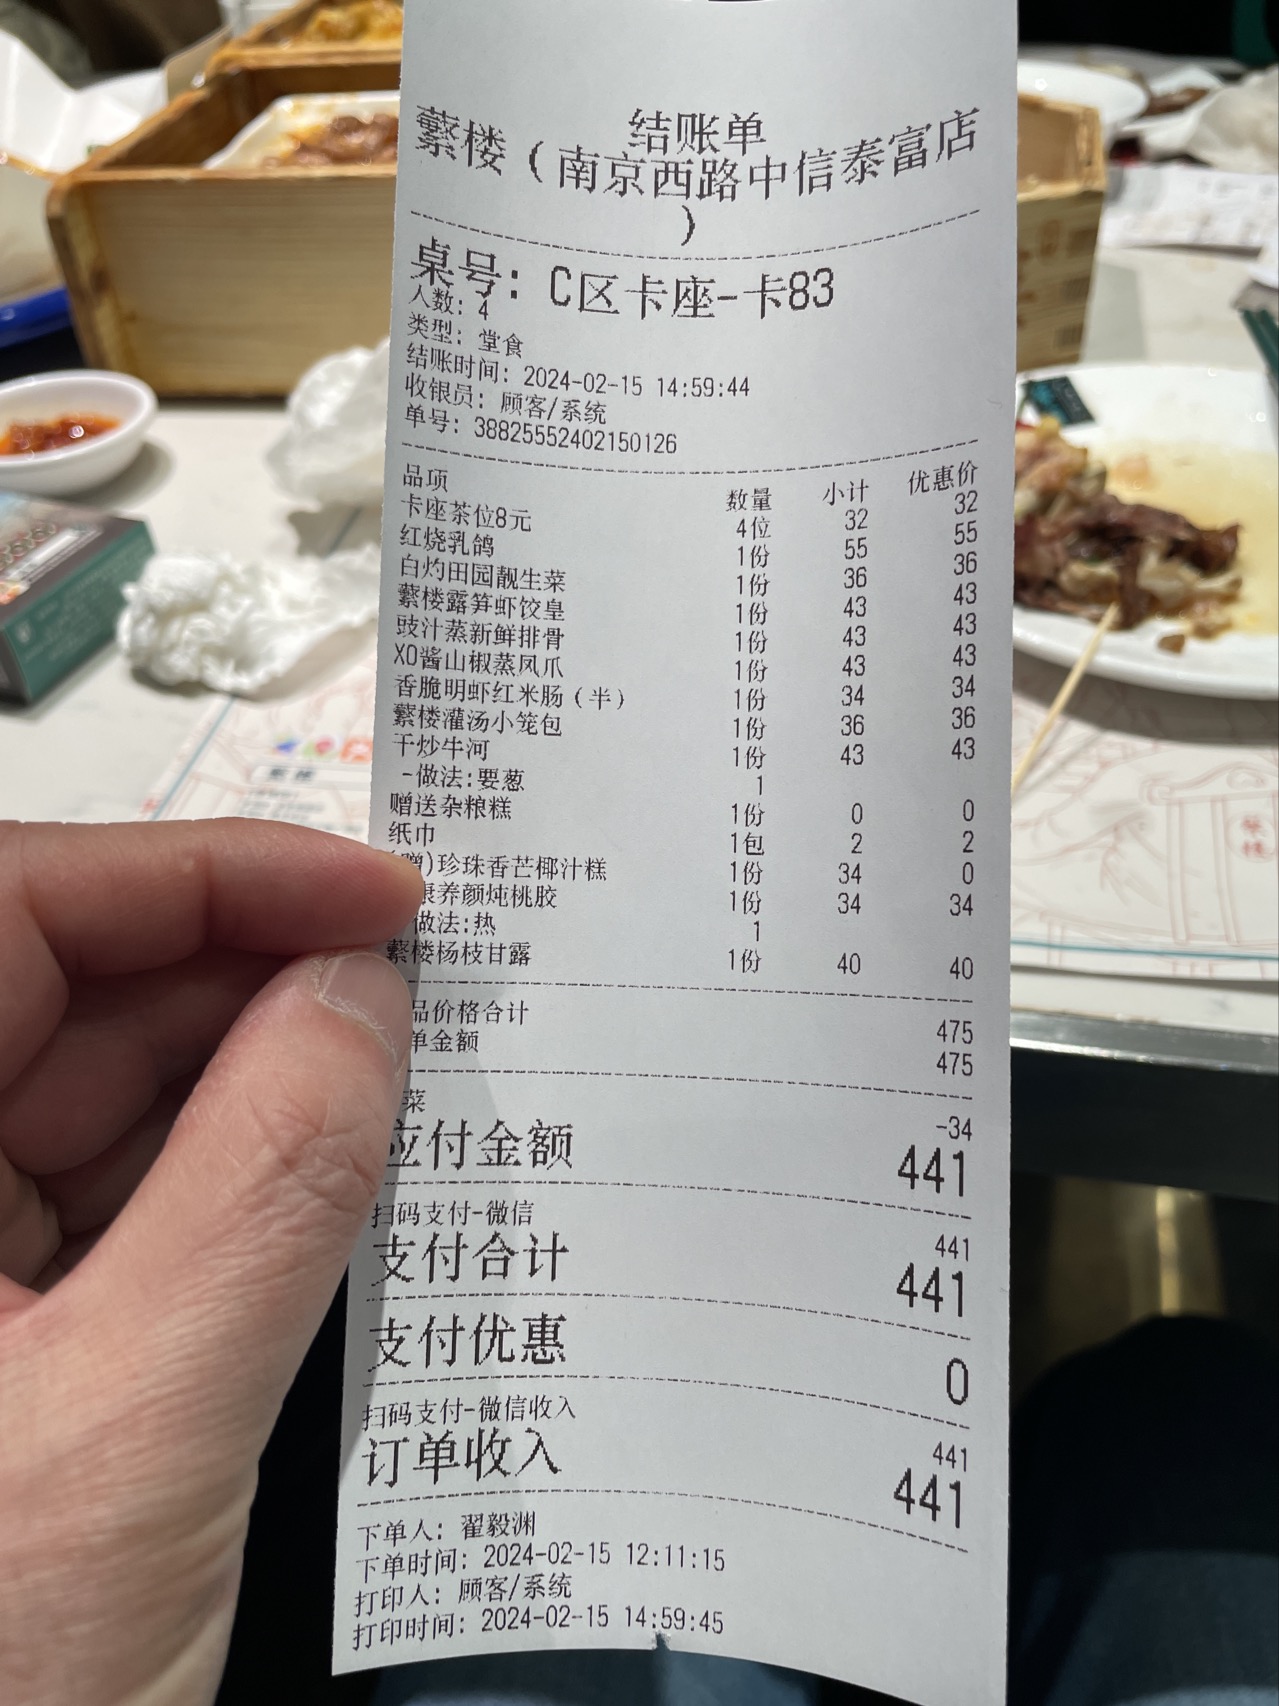 结账单
蘩楼（南京西路中信泰富店
）
桌号：C区卡座-卡83
人数：4
类型：堂食
结账时间：2024-02-15 14:59:44
收银员：顾客/系统
单号：38825552402150126
品项 数量 小计 优惠价
卡座茶位8元 4位 32 32
红烧乳鸽 1份 55 55
白灼田园靓生菜 1份 36 36
蘩楼露笋虾饺皇 1份 43 43
豉汁蒸新鲜排骨 1份 43 43
XO酱山椒蒸凤爪 1份 43 43
香脆明虾红米肠（半） 1份 34 34
蘩楼灌汤小笼包 1份 36 36
干炒牛河 1份 43 43
-做法:要葱 1
赠送杂粮糕 1份 0 0
纸巾 1包 2 2
赠)珍珠香芒椰汁糕 1份 34 0
康养颜炖桃胶 1份 34 34
做法:热 1
蘩楼杨枝甘露 1份 40 40
品价格合计 475
单金额 475
菜 -34
应付金额 441
扫码支付-微信 441
支付合计 441
支付优惠 0
扫码支付-微信收入 441
订单收入 441
下单人：翟毅渊
下单时间：2024-02-15 12:11:15
打印人：顾客/系统
打印时间：2024-02-15 14:59:45